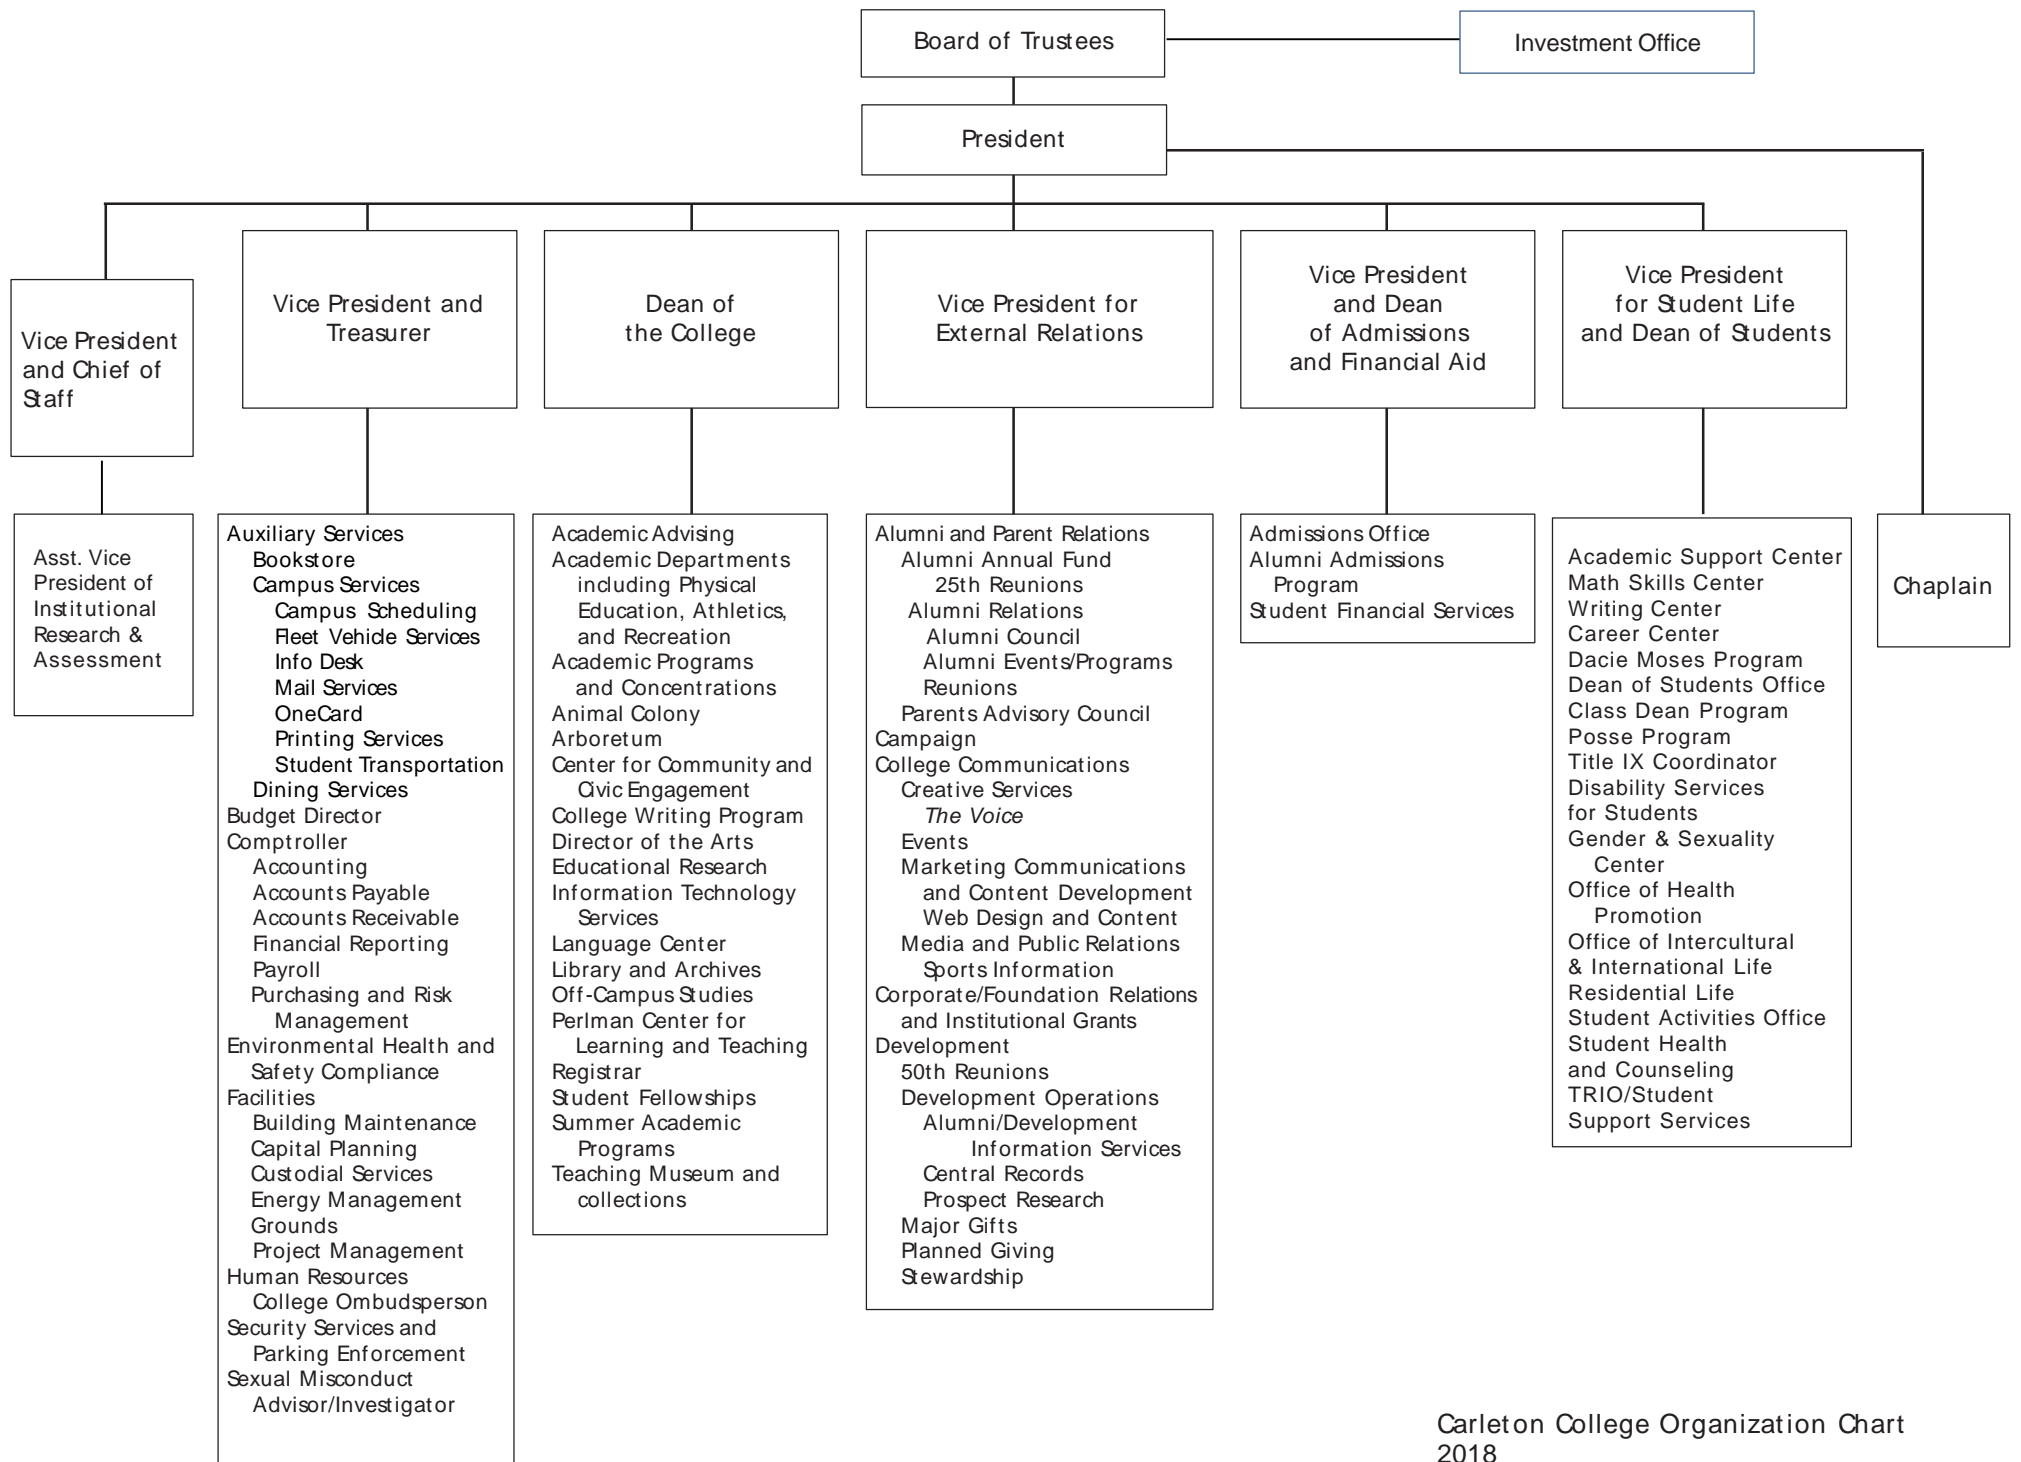 Board of Trustees
Investment Office
President
Vice President
and Chief of
Staff
Vice President and
Treasurer
Dean of
the College
Vice President for
External Relations
Vice President
and Dean
of Admissions
and Financial Aid
Vice President
for Student Life
and Dean of Students
Asst. Vice
President of
Institutional
Research &
Assessment
Auxiliary Services
Bookstore
Campus Services
Campus Scheduling
Fleet Vehicle Services
Info Desk
Mail Services
OneCard
Printing Services
Student Transportation
Dining Services
Budget Director
Comptroller
Accounting
Accounts Payable
Accounts Receivable
Financial Reporting
Payroll
Purchasing and Risk
Management
Environmental Health and
Safety Compliance
Facilities
Building Maintenance
Capital Planning
Custodial Services
Energy Management
Grounds
Project Management
Human Resources
College Ombudsperson
Security Services and
Parking Enforcement
Sexual Misconduct
Advisor/Investigator
Academic Advising
Academic Departments
including Physical
Education, Athletics,
and Recreation
Academic Programs
and Concentrations
Animal Colony
Arboretum
Center for Community and
Civic Engagement
College Writing Program
Director of the Arts
Educational Research
Information Technology
Services
Language Center
Library and Archives
Off-Campus Studies
Perlman Center for
Learning and Teaching
Registrar
Student Fellowships
Summer Academic
Programs
Teaching Museum and
collections
Alumni and Parent Relations
Alumni Annual Fund
25th Reunions
Alumni Relations
Alumni Council
Alumni Events/Programs
Reunions
Parents Advisory Council
Campaign
College Communications
Creative Services
The Voice
Events
Marketing Communications
and Content Development
Web Design and Content
Media and Public Relations
Sports Information
Corporate/Foundation Relations
and Institutional Grants
Development
50th Reunions
Development Operations
Alumni/Development
Information Services
Central Records
Prospect Research
Major Gifts
Planned Giving
Stewardship
Admissions Office
Alumni Admissions
Program
Student Financial Services
Academic Support Center
Math Skills Center
Writing Center
Career Center
Dacie Moses Program
Dean of Students Office
Class Dean Program
Posse Program
Title IX Coordinator
Disability Services
for Students
Gender & Sexuality
Center
Office of Health
Promotion
Office of Intercultural
& International Life
Residential Life
Student Activities Office
Student Health
and Counseling
TRIO/Student
Support Services
Chaplain
Carleton College Organization Chart
2018